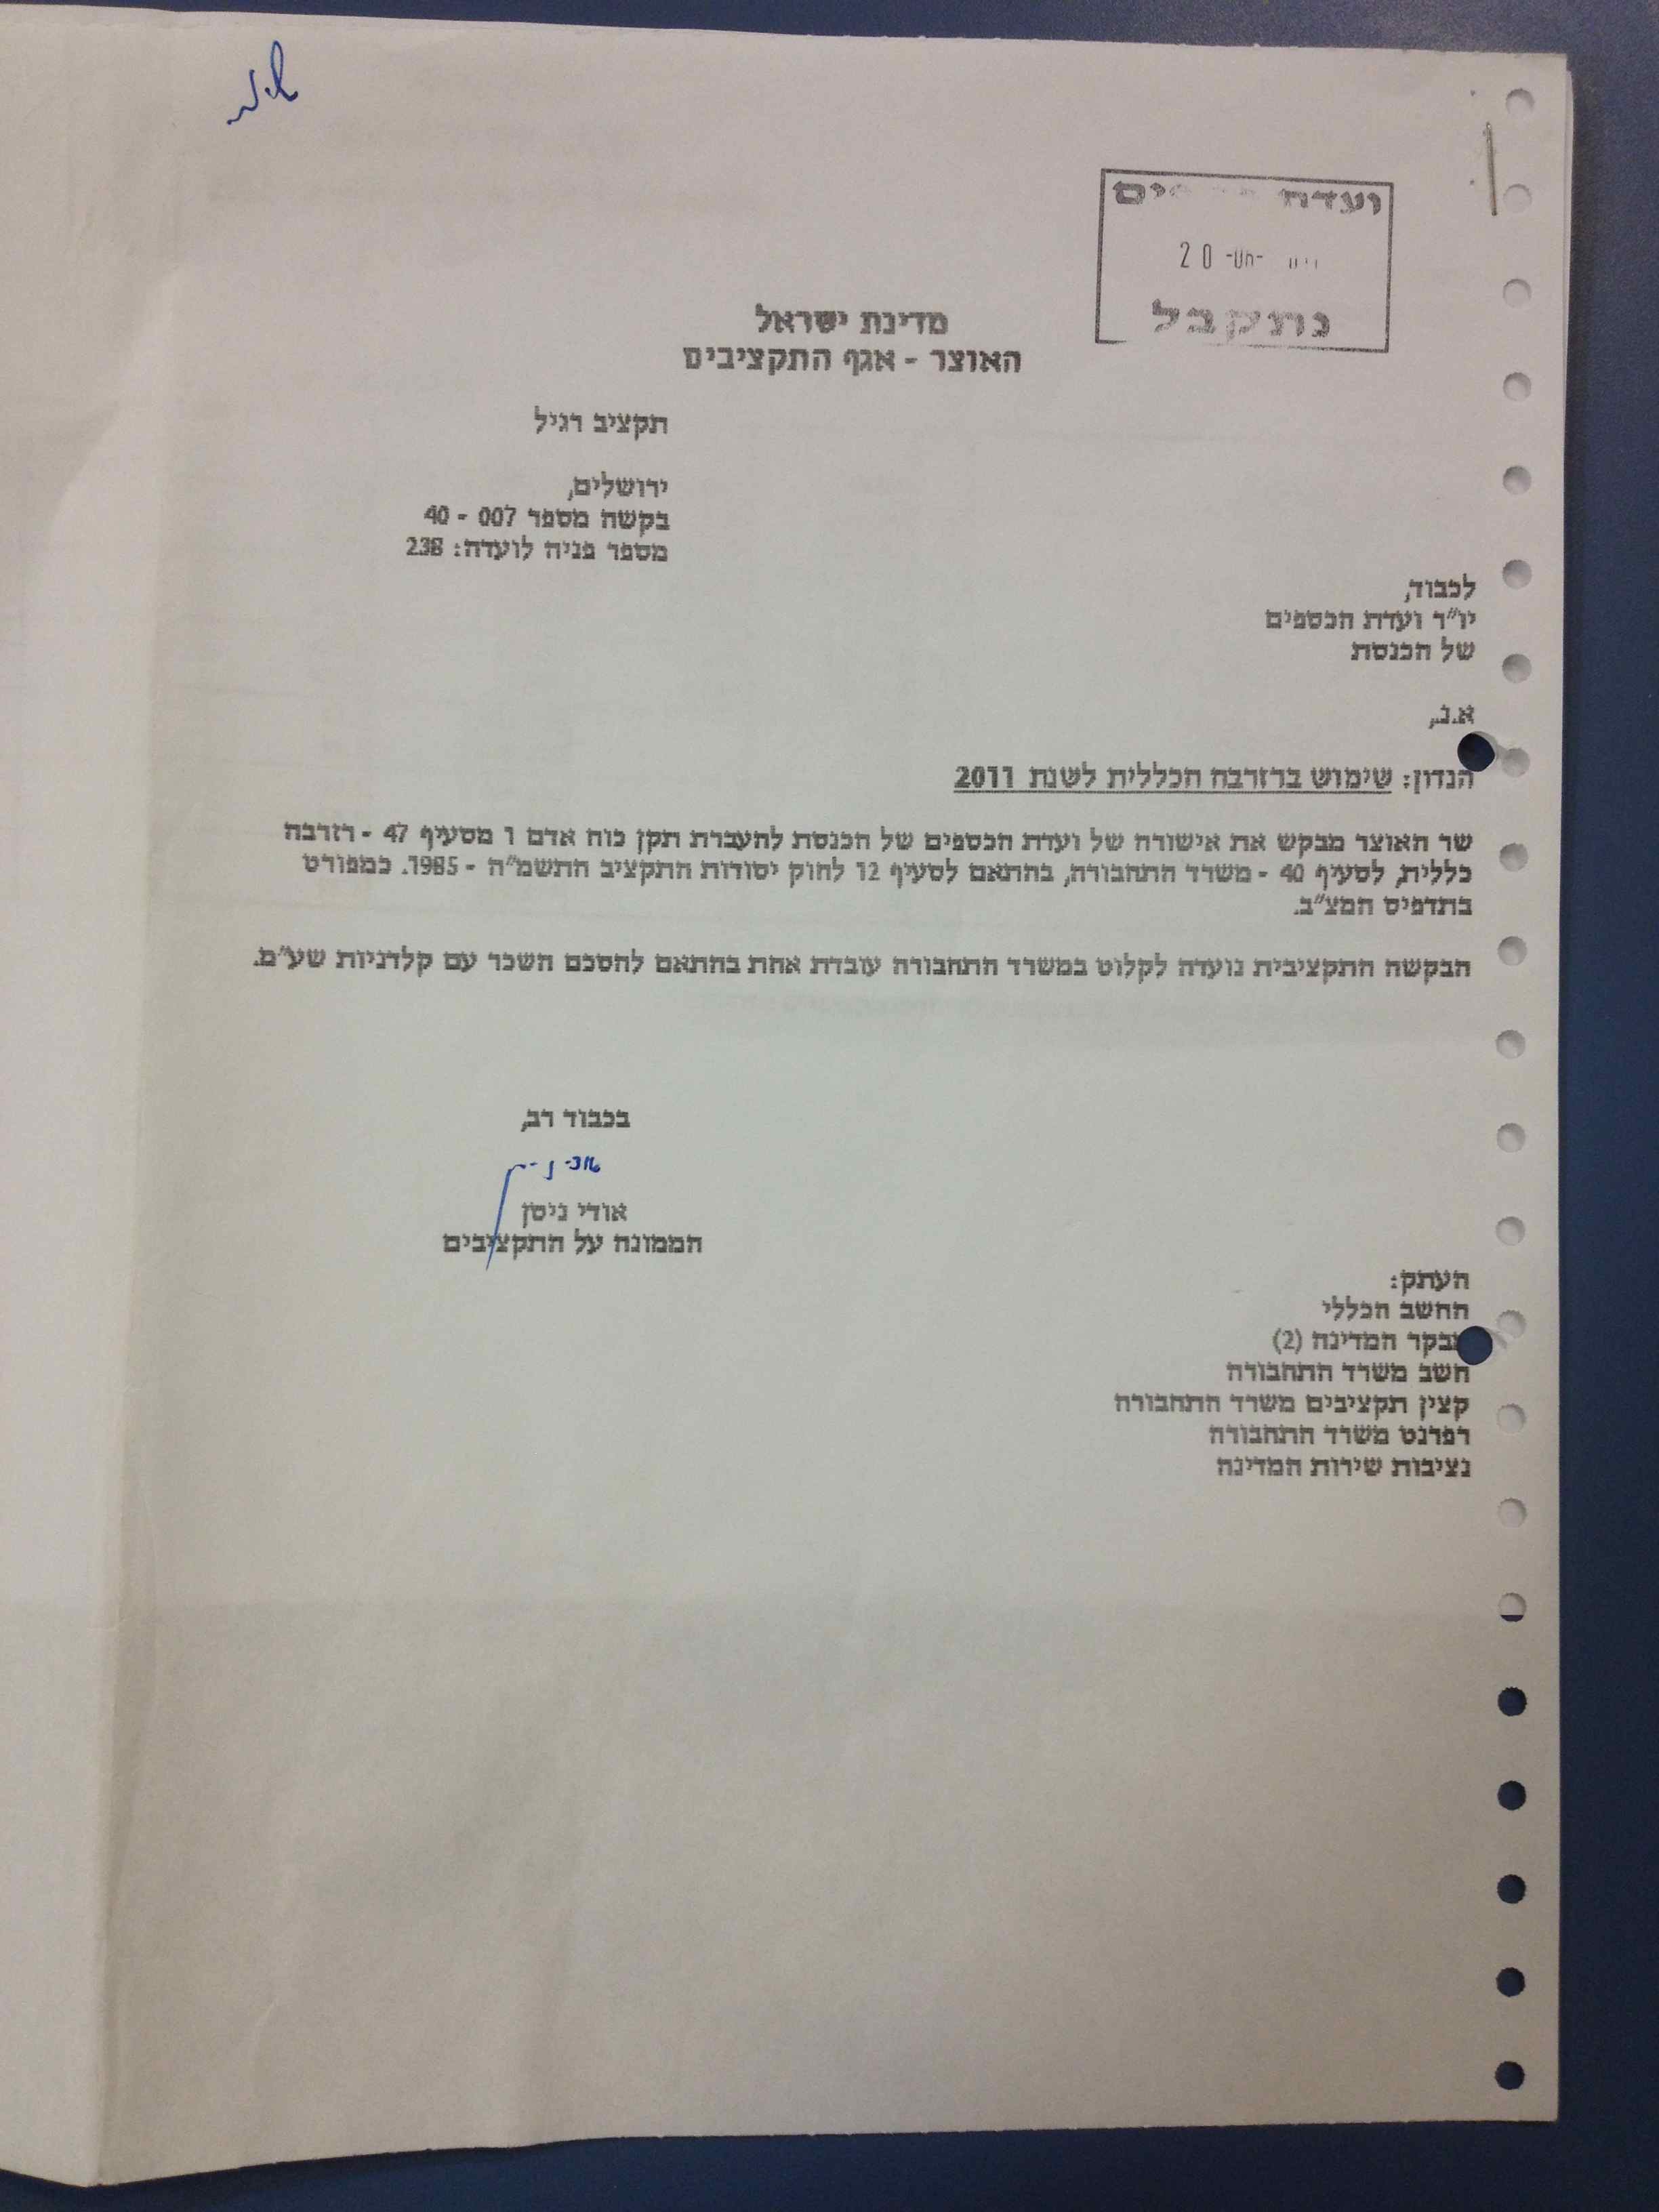 ועדת
20
נתקבל
מדינת ישראל
האוצר - אגף התקציבים
תקציב רגיל
ירושלים,
בקשה מספר 007 - 40
מספר פניה לועדה: 238
לכבוד,
יו"ר ועדת הכספים
של הכנסת
א.נ.,
הנדון: שימוש ברזרבה הכללית לשנת 2011
שר האוצר מבקש את אישורה של ועדת הכספים של הכנסת להעברת תקן כוח אדם 1 מסעיף 47 - רזרבה
כללית, לסעיף 40 - משרד התחבורה, בהתאם לסעיף 12 לחוק יסודות התקציב התשמ"ה - 1985. כמפורט
בתדפיס המצ"ב.
הבקשה התקציבית נועדה לקלוט במשרד התחבורה עובדת אחת בהתאם להסכם השכר עם קלדניות שע"מ.
בכבוד רב,
אודי ניסן
הממונה על התקציבים
העתק:
החשב הכללי
מבקר המדינה (2)
חשב משרד התחבורה
קצין תקציבים משרד התחבורה
רפרנט משרד התחבורה
נציבות שירות המדינה